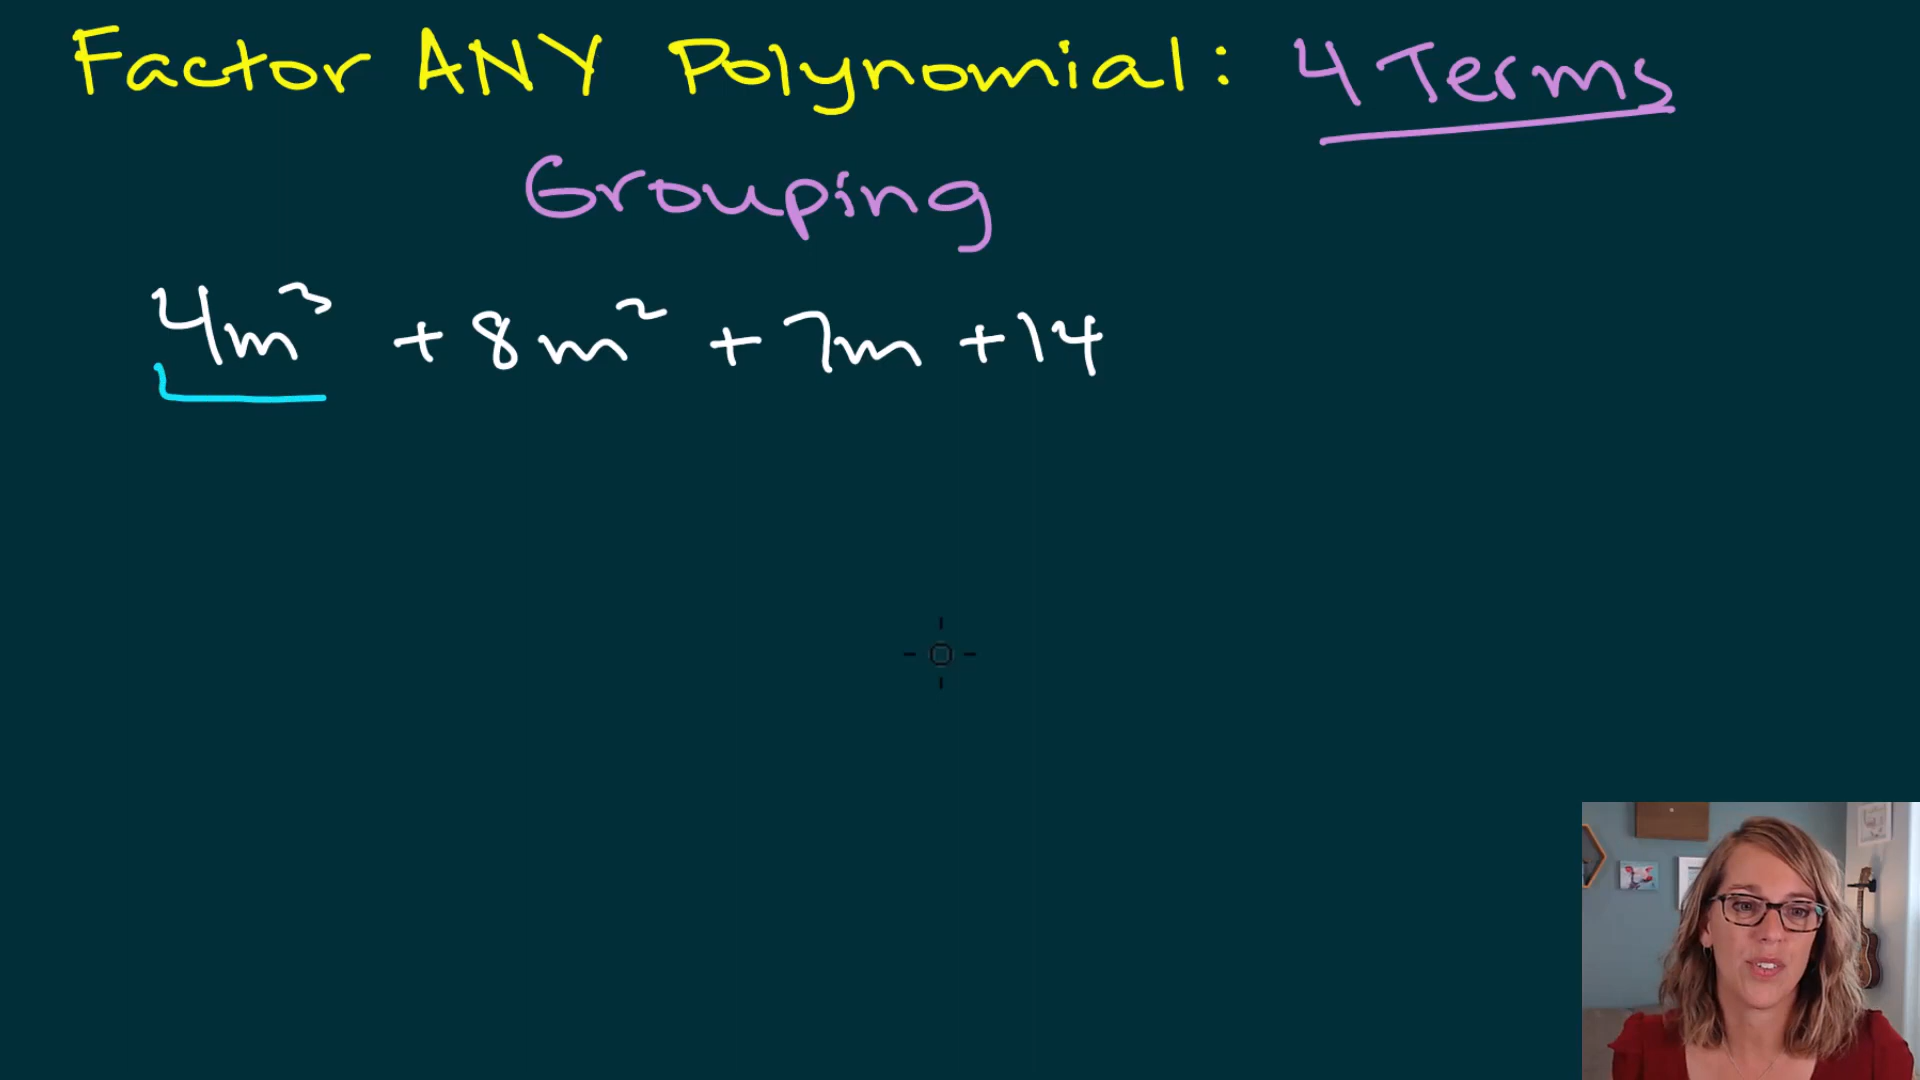 Factor ANY Polynomial: 4 Terms
Grouping
4m³ + 8m² + 7m + 14